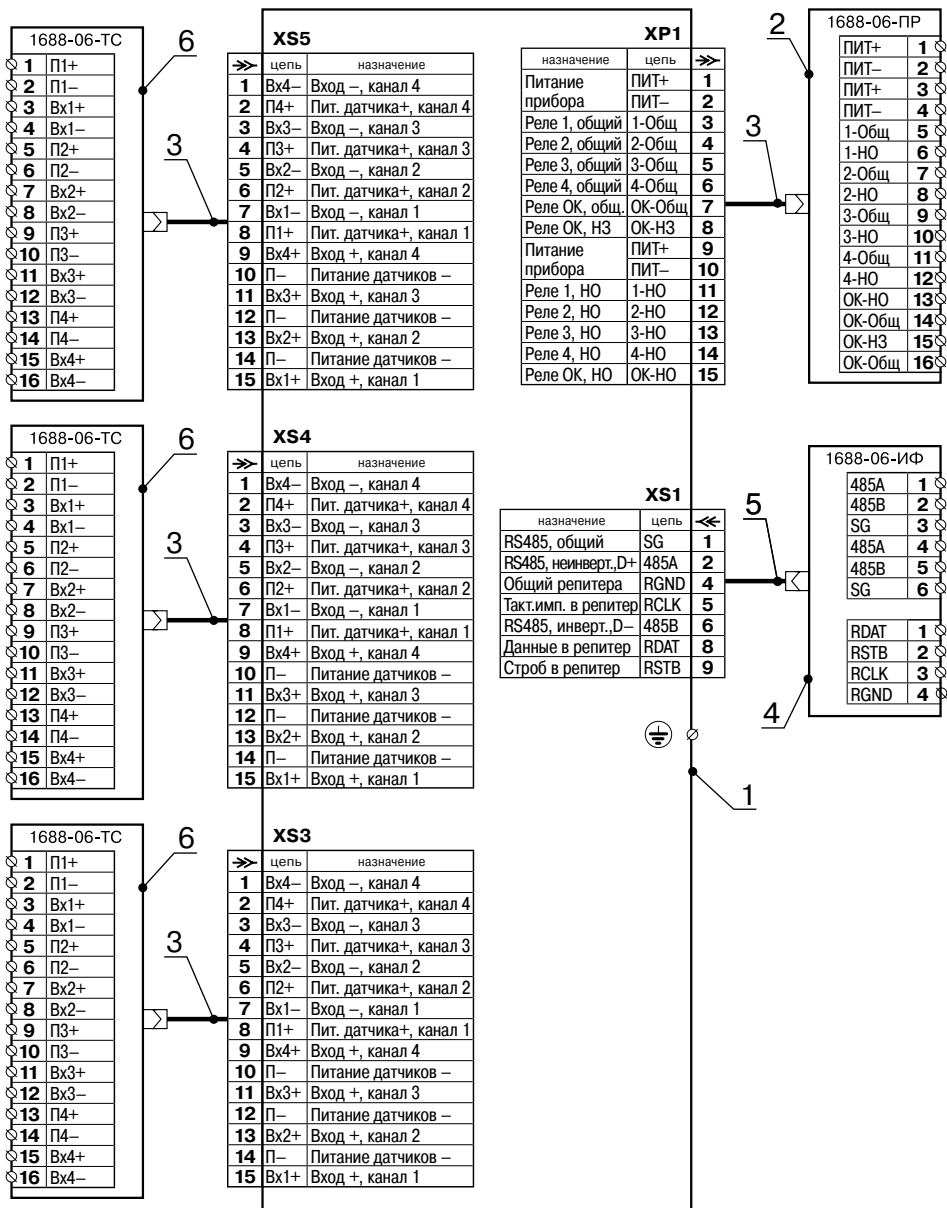 1688-06-ТС
1 П1+
2 П1–
3 Вх1+
4 Вх1–
5 П2+
6 П2–
7 Вх2+
8 Вх2–
9 П3+
10 П3–
11 Вх3+
12 Вх3–
13 П4+
14 П4–
15 Вх4+
16 Вх4–
6
3
XS5
цепь назначение
1 Вх4– Вход –, канал 4
2 П4+ Пит. датчика+, канал 4
3 Вх3– Вход –, канал 3
4 П3+ Пит. датчика+, канал 3
5 Вх2– Вход –, канал 2
6 П2+ Пит. датчика+, канал 2
7 Вх1– Вход –, канал 1
8 П1+ Пит. датчика+, канал 1
9 Вх4+ Вход +, канал 4
10 П– Питание датчиков –
11 Вх3+ Вход +, канал 3
12 П– Питание датчиков –
13 Вх2+ Вход +, канал 2
14 П– Питание датчиков –
15 Вх1+ Вход +, канал 1
XP1
назначение цепь
Питание прибора ПИТ+ 1
ПИТ– 2
Реле 1, общий 1-Общ 3
Реле 2, общий 2-Общ 4
Реле 3, общий 3-Общ 5
Реле 4, общий 4-Общ 6
Реле ОК, общ. ОК-Общ 7
Реле ОК, НЗ ОК-НЗ 8
Питание прибора ПИТ+ 9
ПИТ– 10
Реле 1, НО 1-НО 11
Реле 2, НО 2-НО 12
Реле 3, НО 3-НО 13
Реле 4, НО 4-НО 14
Реле ОК, НО ОК-НО 15
2
3
1688-06-ПР
ПИТ+ 1
ПИТ– 2
ПИТ+ 3
ПИТ– 4
1-Общ 5
1-НО 6
2-Общ 7
2-НО 8
3-Общ 9
3-НО 10
4-Общ 11
4-НО 12
ОК-НО 13
ОК-Общ 14
ОК-НЗ 15
ОК-Общ 16
1688-06-ТС
1 П1+
2 П1–
3 Вх1+
4 Вх1–
5 П2+
6 П2–
7 Вх2+
8 Вх2–
9 П3+
10 П3–
11 Вх3+
12 Вх3–
13 П4+
14 П4–
15 Вх4+
16 Вх4–
6
3
XS4
цепь назначение
1 Вх4– Вход –, канал 4
2 П4+ Пит. датчика+, канал 4
3 Вх3– Вход –, канал 3
4 П3+ Пит. датчика+, канал 3
5 Вх2– Вход –, канал 2
6 П2+ Пит. датчика+, канал 2
7 Вх1– Вход –, канал 1
8 П1+ Пит. датчика+, канал 1
9 Вх4+ Вход +, канал 4
10 П– Питание датчиков –
11 Вх3+ Вход +, канал 3
12 П– Питание датчиков –
13 Вх2+ Вход +, канал 2
14 П– Питание датчиков –
15 Вх1+ Вход +, канал 1
XS1
назначение цепь
RS485, общий SG 1
RS485, неинверт.,D+ 485A 2
Общий репитера RGND 4
Такт.имп. в репитер RCLK 5
RS485, инверт.,D– 485B 6
Данные в репитер RDAT 8
Строб в репитер RSTB 9
5
4
1
1688-06-ИФ
485A 1
485B 2
SG 3
485A 4
485B 5
SG 6
RDAT 1
RSTB 2
RCLK 3
RGND 4
1688-06-ТС
1 П1+
2 П1–
3 Вх1+
4 Вх1–
5 П2+
6 П2–
7 Вх2+
8 Вх2–
9 П3+
10 П3–
11 Вх3+
12 Вх3–
13 П4+
14 П4–
15 Вх4+
16 Вх4–
6
3
XS3
цепь назначение
1 Вх4– Вход –, канал 4
2 П4+ Пит. датчика+, канал 4
3 Вх3– Вход –, канал 3
4 П3+ Пит. датчика+, канал 3
5 Вх2– Вход –, канал 2
6 П2+ Пит. датчика+, канал 2
7 Вх1– Вход –, канал 1
8 П1+ Пит. датчика+, канал 1
9 Вх4+ Вход +, канал 4
10 П– Питание датчиков –
11 Вх3+ Вход +, канал 3
12 П– Питание датчиков –
13 Вх2+ Вход +, канал 2
14 П– Питание датчиков –
15 Вх1+ Вход +, канал 1